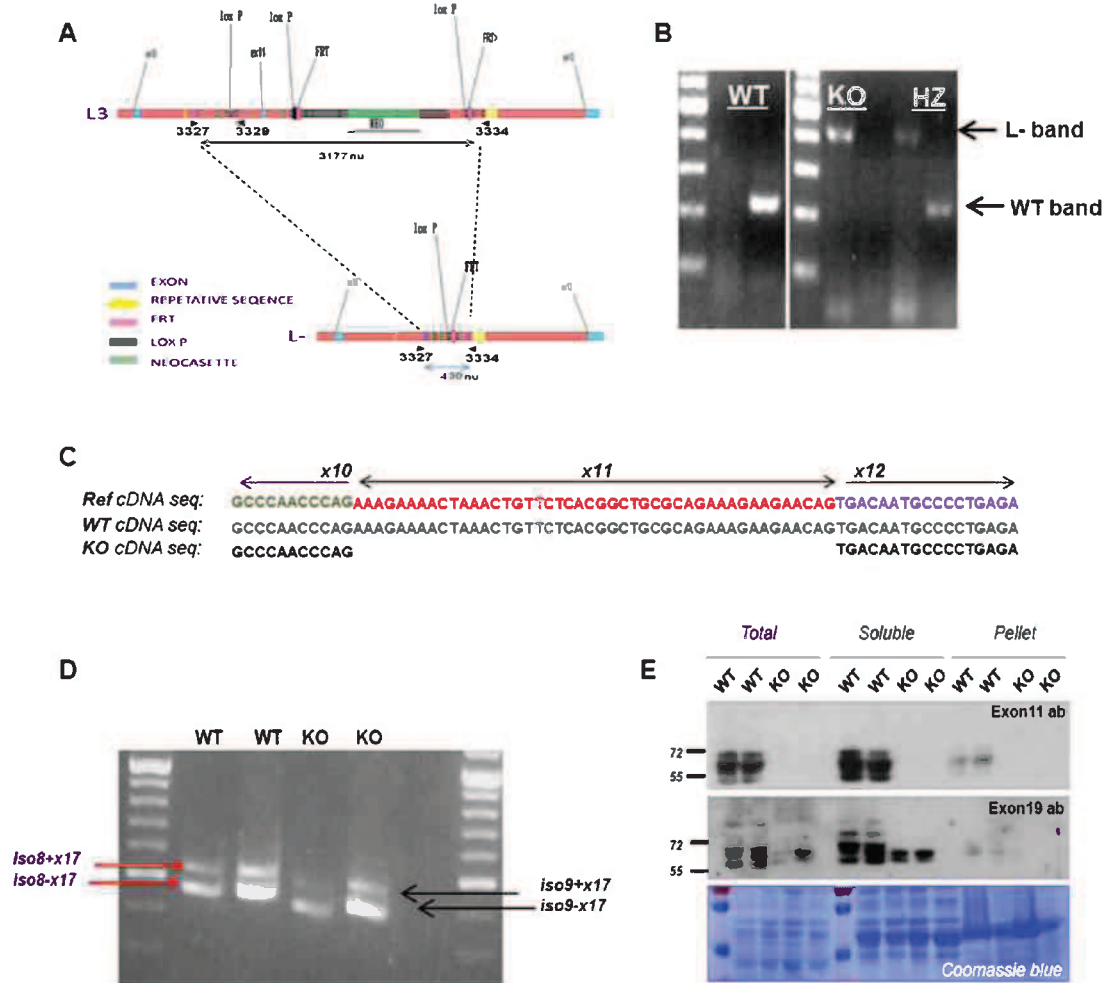 A
lox P
lox P
lox P
ex11
FRT
L3
3327
3329
3334
3177nu
lox P
FRT
EXON
REPETATIVE SEQENCE
FRT
LOX P
NEOCASETTE
L-
3327
3334
430 nu
B
WT
KO
HZ
L- band
WT band
C
x10
x11
x12
Ref cDNA seq: GCCCAACCCAGAAAGAAAACTAAACTGTTCTCACGGCTGCGCAGAAAGAAGAACAGTGACAATGCCCCTGAGA
WT cDNA seq: GCCCAACCCAGAAAGAAAACTAAACTGTTCTCACGGCTGCGCAGAAAGAAGAACAGTGACAATGCCCCTGAGA
KO cDNA seq: GCCCAACCCAG TGACAATGCCCCTGAGA
D
WT WT KO KO
Iso8+x17
Iso8-x17
iso9+x17
iso9-x17
E
Total Soluble Pellet
WT WT KO KO WT WT KO KO WT WT KO KO
Exon11 ab
72
55
Exon19 ab
72
55
Coomassie blue